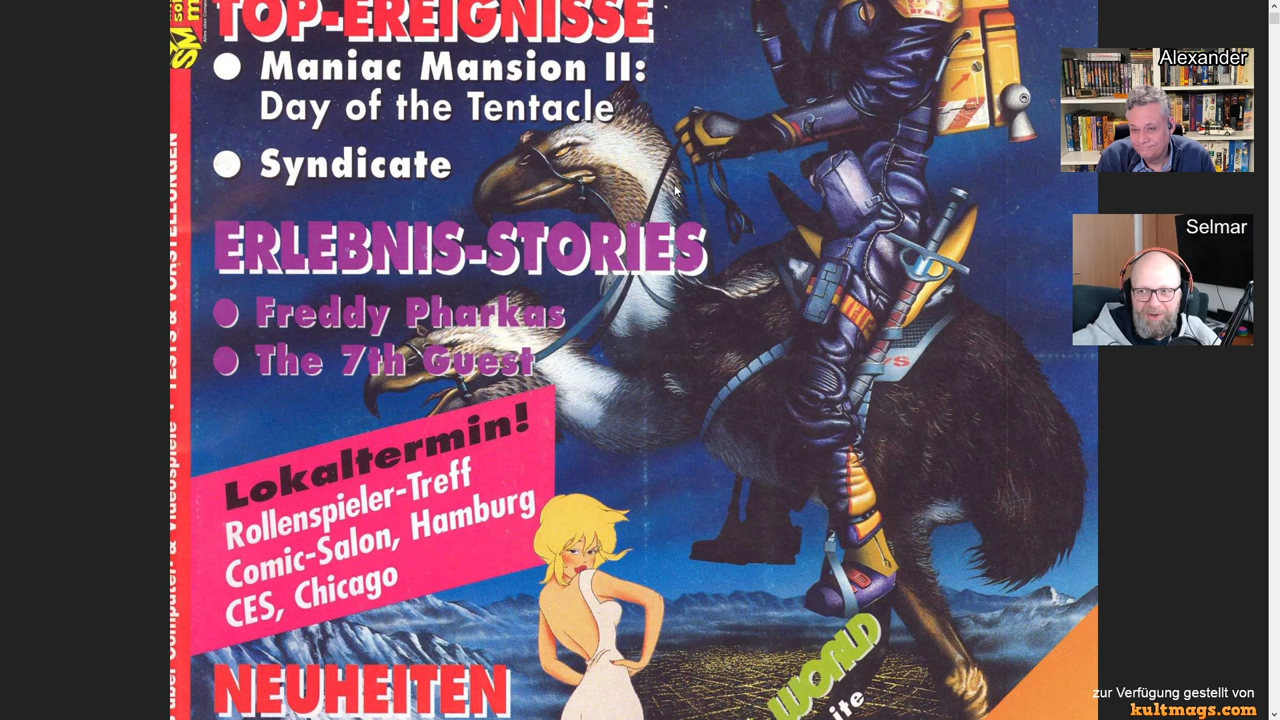 TOP-EREIGNISSE
Maniac Mansion II:
Day of the Tentacle
Syndicate
ERLEBNIS-STORIES
Freddy Pharkas
The 7th Guest
Lokaltermin!
Rollenspieler-Treff
Comic-Salon, Hamburg
CES, Chicago
NEUHEITEN
WORLD
Alexander
Selmar
zur Verfügung gestellt von
kultmags.com